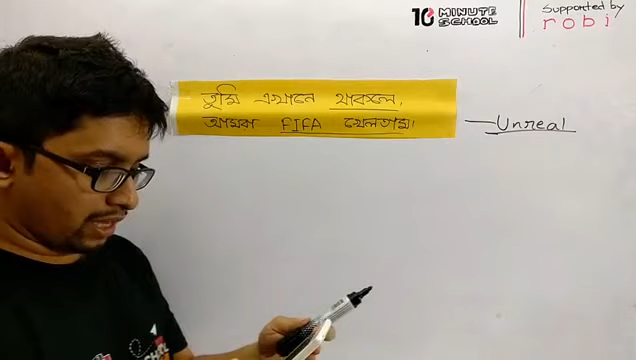 10 MINUTE SCHOOL
Supported by
robi
তুমি এখানে থাকলে,
আমরা FIFA খেলতাম।
Unreal